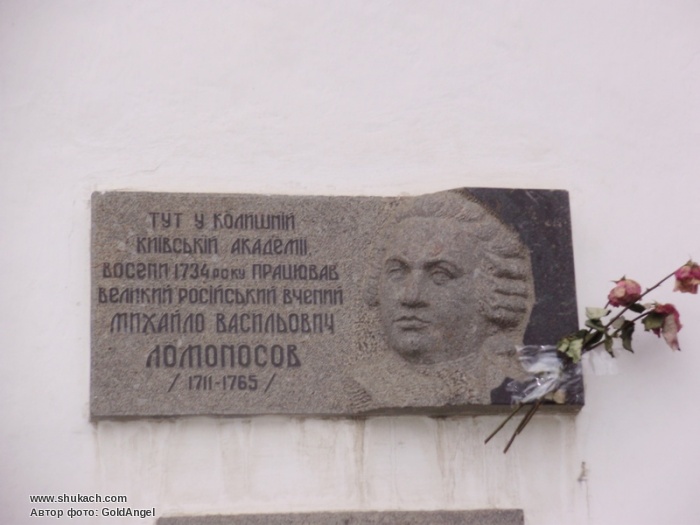 ТУТ У КОЛИШНІЙ
КИЇВСЬКІЙ АКАДЕМІЇ
ВОСЕНИ 1734 РОКУ ПРАЦЮВАВ
ВЕЛИКИЙ РОСІЙСЬКИЙ ВЧЕНИЙ
МИХАЙЛО ВАСИЛЬОВИЧ
ЛОМОНОСОВ
/ 1711-1765 /
www.shukach.com
Автор фото: GoldAngel